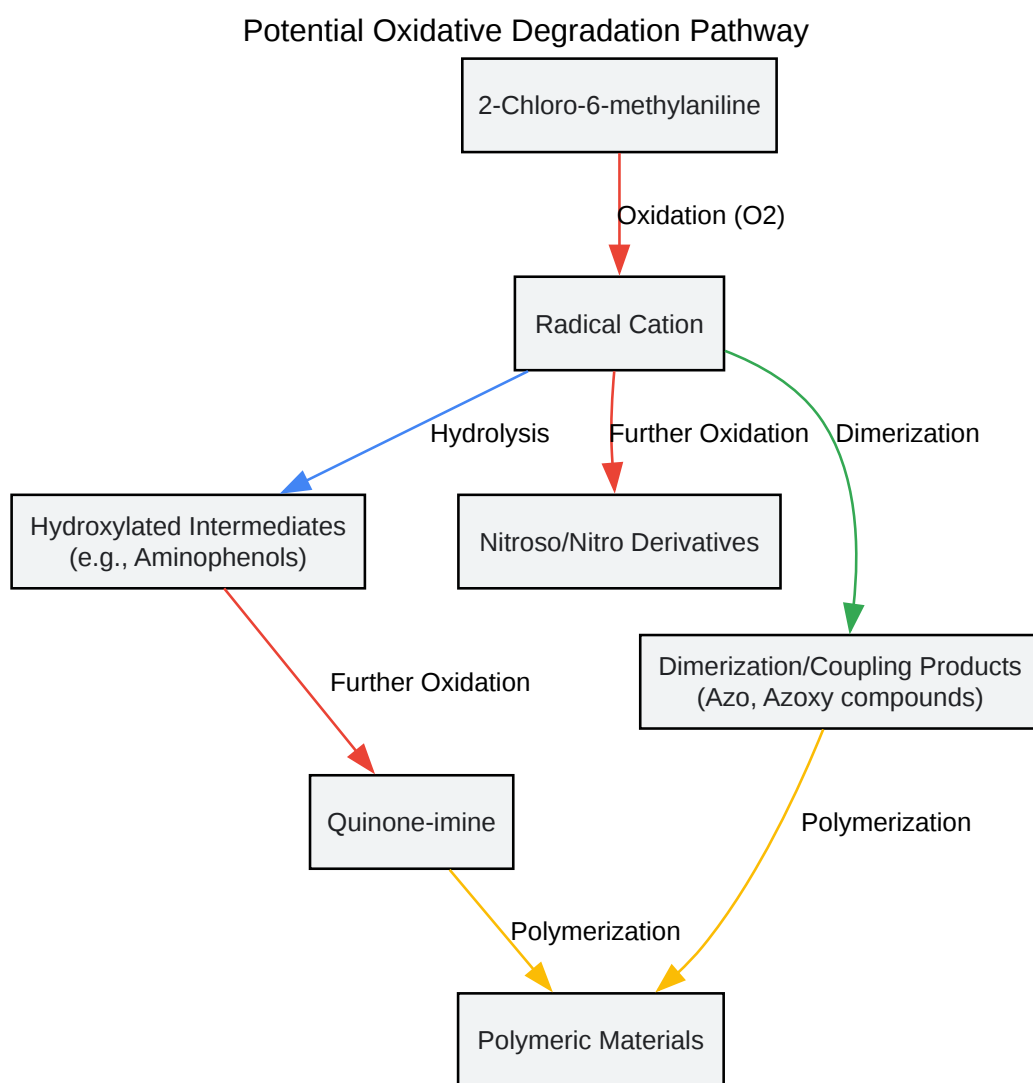 Potential Oxidative Degradation Pathway
2-Chloro-6-methylaniline
Oxidation (O2)
Radical Cation
Hydrolysis
Further Oxidation
Dimerization
Hydroxylated Intermediates
(e.g., Aminophenols)
Nitroso/Nitro Derivatives
Dimerization/Coupling Products
(Azo, Azoxy compounds)
Further Oxidation
Quinone-imine
Polymerization
Polymerization
Polymeric Materials